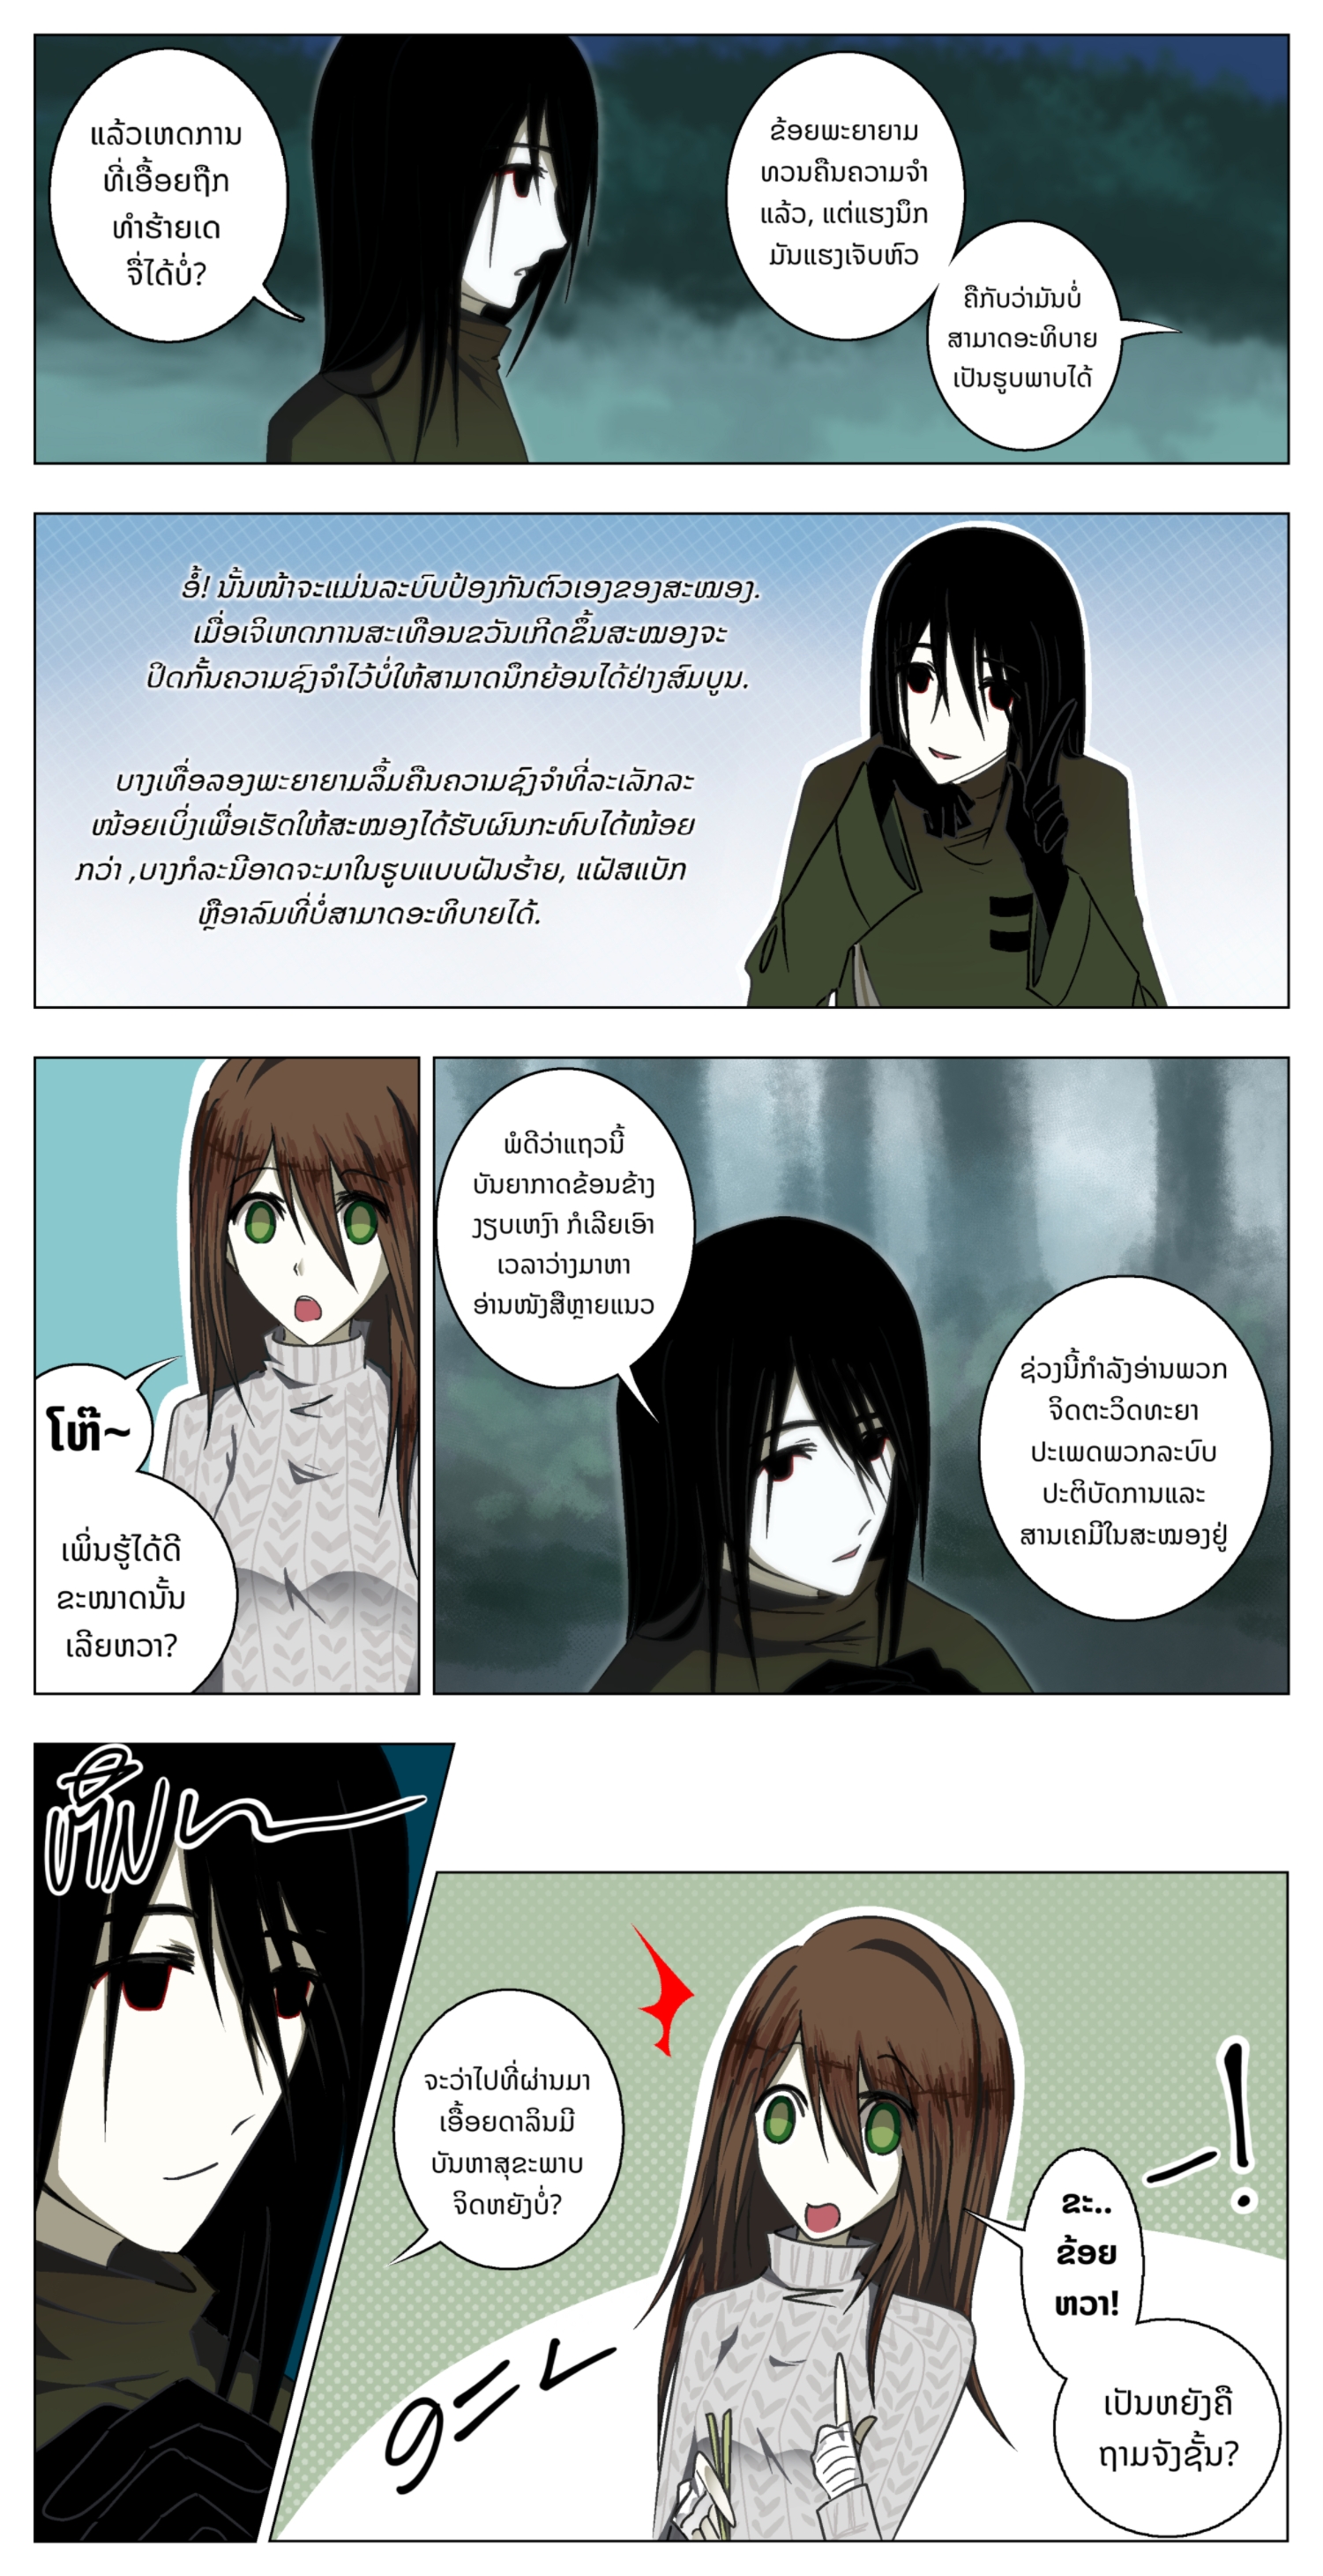 ແລ້ວເຫດການ
ທີ່ເອື້ອຍຖືກ
ທຳຮ້າຍເດ
ຈື່ໄດ້ບໍ່?
ຂ້ອຍພະຍາຍາມ
ທວນຄືນຄວາມຈຳ
ແລ້ວ, ແຕ່ແຮງນຶກ
ມັນແຮງເຈັບຫົວ
ຄືກັບວ່າມັນບໍ່
ສາມາດອະທິບາຍ
ເປັນຮູບພາບໄດ້
ອໍ້! ນັ້ນໜ້າຈະແມ່ນລະບົບປ້ອງກັນຕົວເອງຂອງສະໝອງ.
ເມື່ອເຈິເຫດການສະເທືອນຂວັນເກີດຂຶ້ນສະໝອງຈະ
ປິດກັ້ນຄວາມຊົງຈຳໄວ້ບໍ່ໃຫ້ສາມາດນຶກຍ້ອນໄດ້ຢ່າງສົມບູນ.
ບາງເທື່ອລອງພະຍາຍາມລື້ມຄືນຄວາມຊົງຈຳທີ່ລະເລັກລະ
ໜ້ອຍເບິ່ງເພື່ອເຮັດໃຫ້ສະໝອງໄດ້ຮັບຜົນກະທົບໄດ້ໜ້ອຍ
ກວ່າ ,ບາງກໍລະນີອາດຈະມາໃນຮູບແບບຝັນຮ້າຍ, ແຝັສແບັກ
ຫຼືອາລົມທີ່ບໍ່ສາມາດອະທິບາຍໄດ້.
ໂຫ໊~
ເພິ່ນຮູ້ໄດ້ດີ
ຂະໜາດນັ້ນ
ເລີຍຫວາ?
ພໍດີວ່າແຖວນີ້
ບັນຍາກາດຂ້ອນຂ້າງ
ງຽບເຫງົາ ກໍເລີຍເອົາ
ເວລາວ່າງມາຫາ
ອ່ານໜັງສືຫຼາຍແນວ
ຊ່ວງນີ້ກຳລັງອ່ານພວກ
ຈິດຕະວິດທະຍາ
ປະເພດພວກລະບົບ
ປະຕິບັດການແລະ
ສານເຄມີໃນສະໝອງຢູ່
ຈະວ່າໄປທີ່ຜ່ານມາ
ເອື້ອຍດາລິນມີ
ບັນຫາສຸຂະພາບ
ຈິດຫຍັງບໍ່?
ຂະ..
ຂ້ອຍ
ຫວາ!
ເປັນຫຍັງຄື
ຖາມຈັງຊັ້ນ?